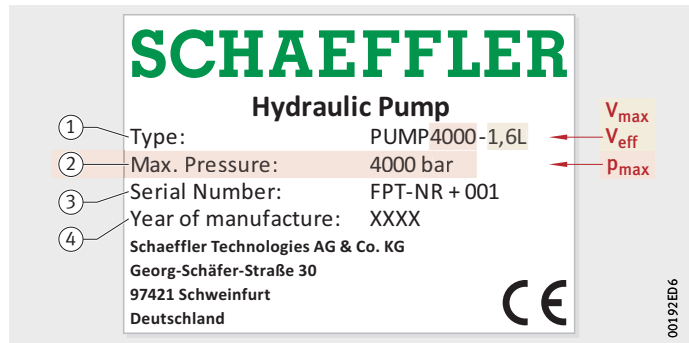 SCHAEFFLER
Hydraulic Pump
1 Type: PUMP4000-1,6L
Vmax
Veff
2 Max. Pressure: 4000 bar
pmax
3 Serial Number: FPT-NR + 001
4 Year of manufacture: XXXX
Schaeffler Technologies AG & Co. KG
Georg-Schäfer-Straße 30
97421 Schweinfurt
Deutschland
CE
00192ED6